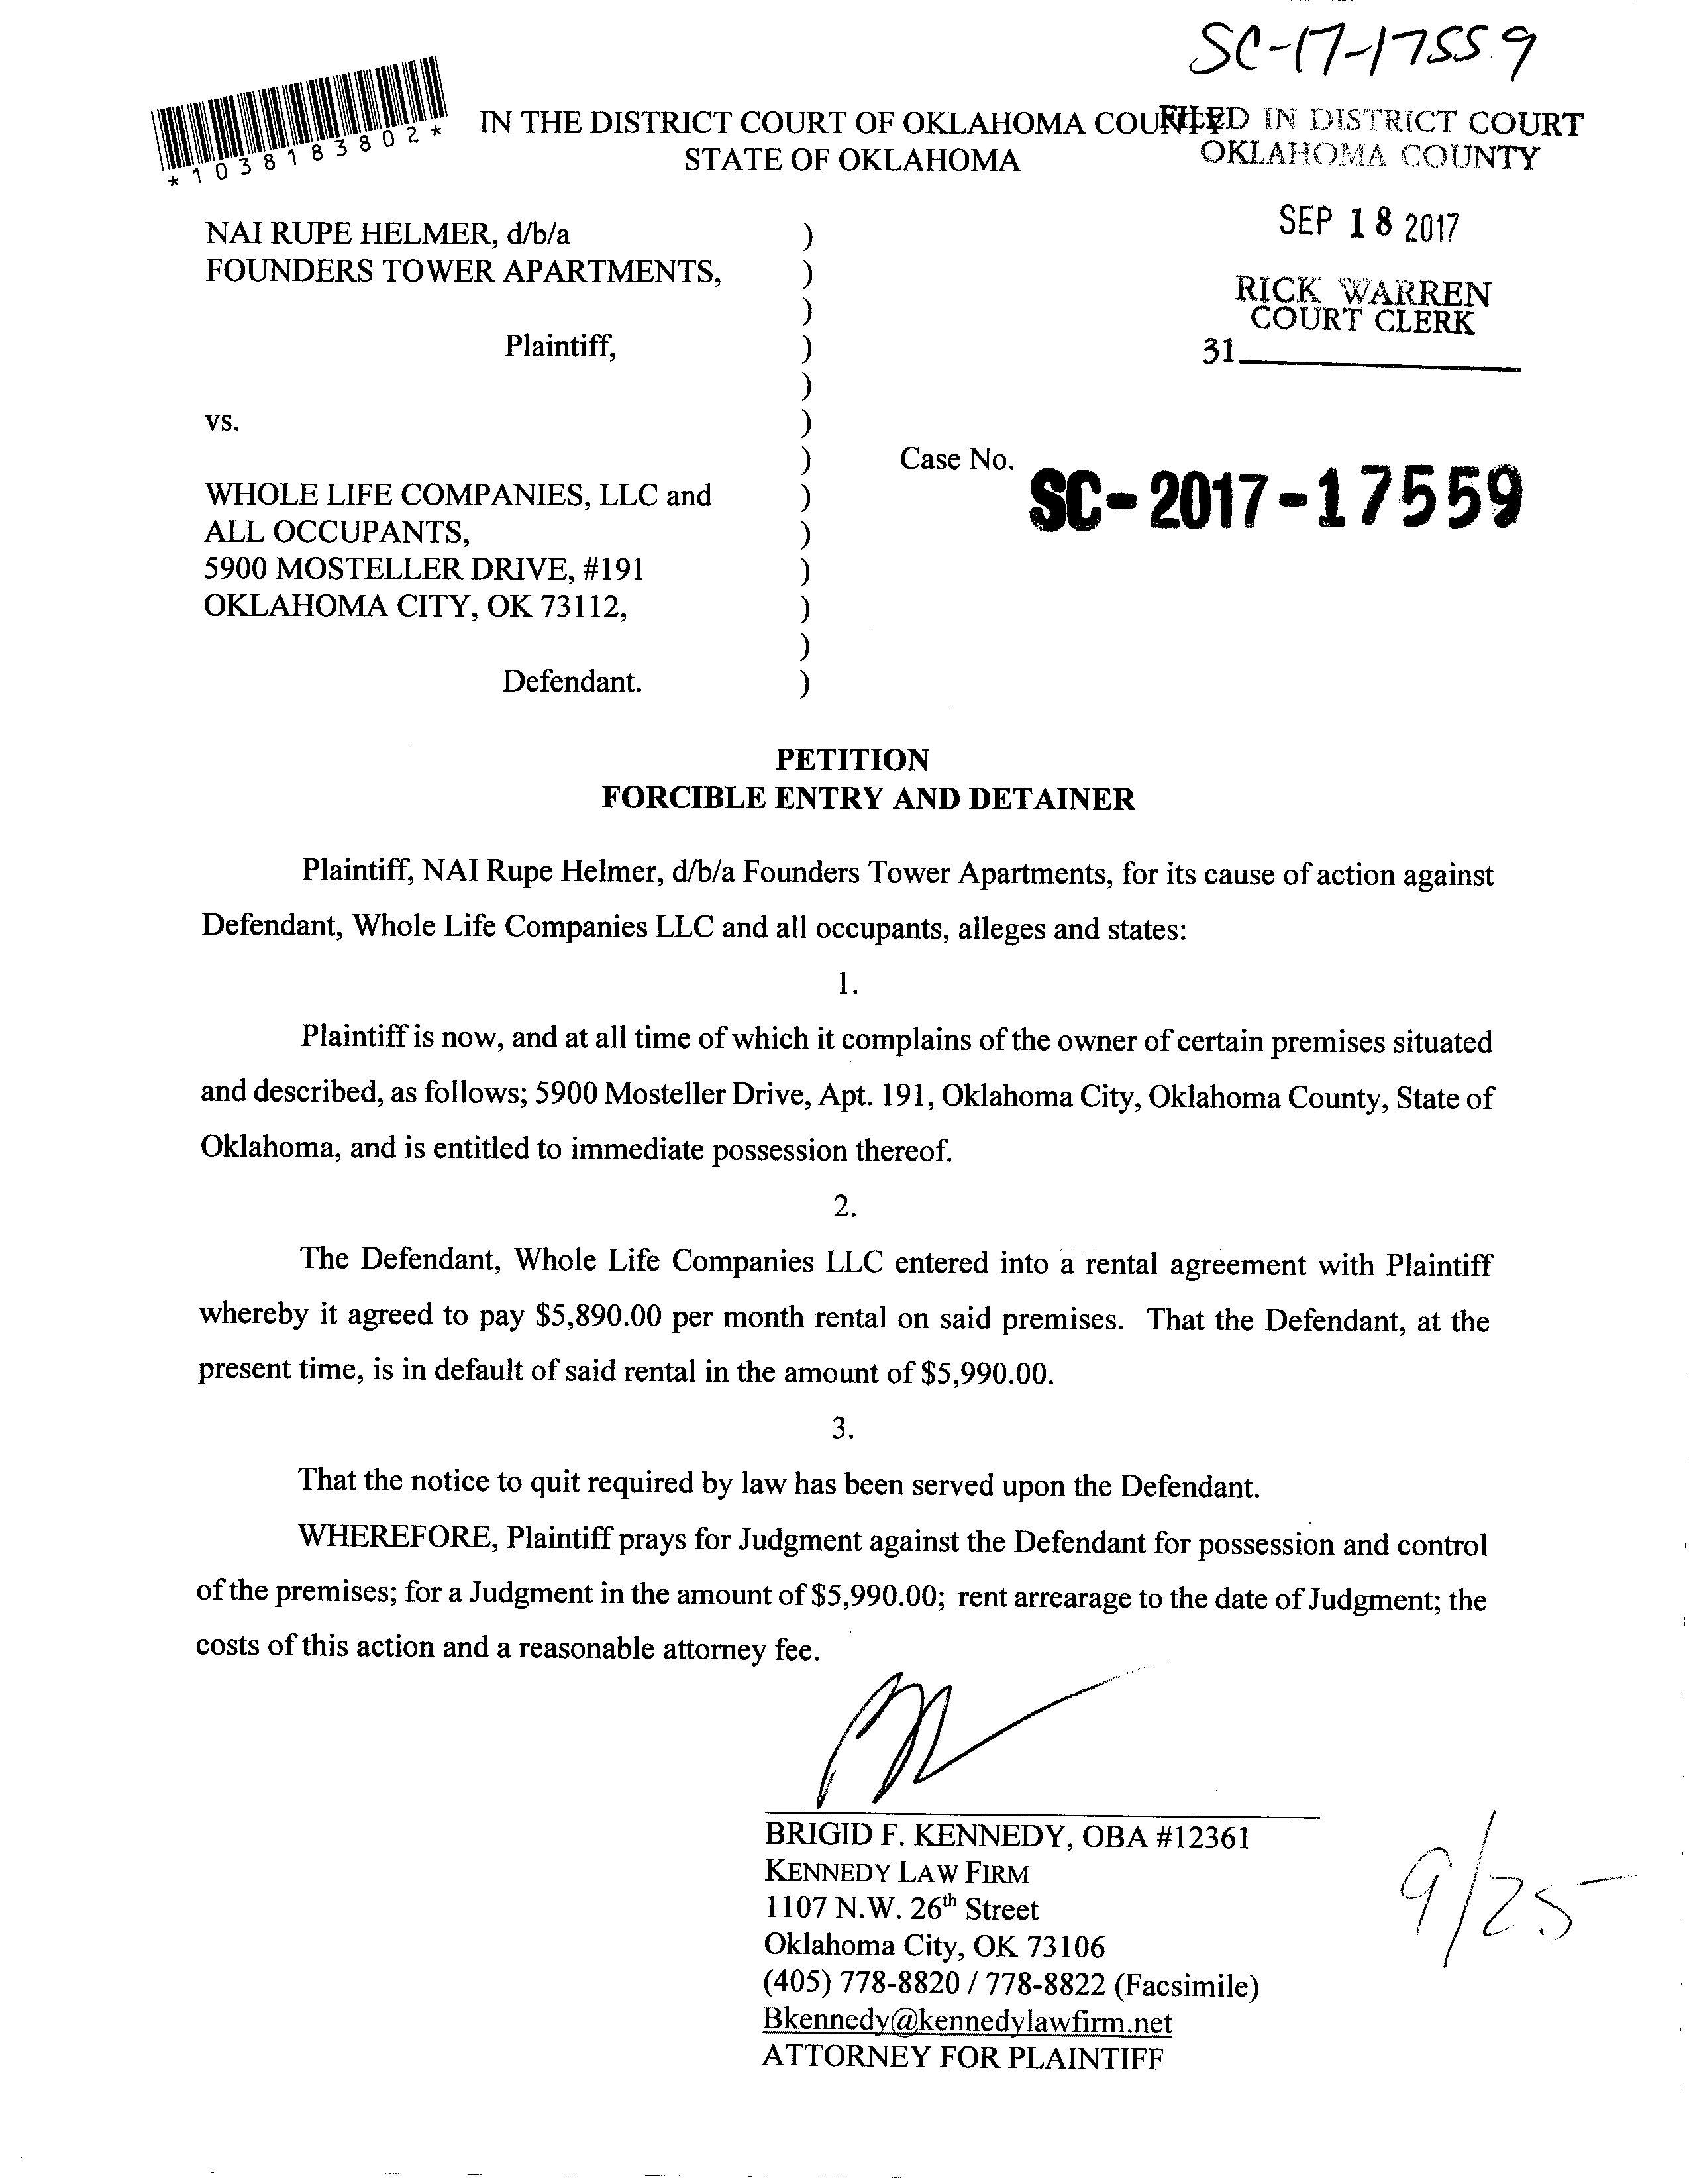 SC-17-17559
*1038183802*
IN THE DISTRICT COURT OF OKLAHOMA COUNTY
STATE OF OKLAHOMA
FILED IN DISTRICT COURT
OKLAHOMA COUNTY
SEP 18 2017
RICK WARREN
COURT CLERK
31
NAI RUPE HELMER, d/b/a )
FOUNDERS TOWER APARTMENTS, )
)
Plaintiff, )
)
vs. )
) Case No. SC-2017-17559
WHOLE LIFE COMPANIES, LLC and )
ALL OCCUPANTS, )
5900 MOSTELLER DRIVE, #191 )
OKLAHOMA CITY, OK 73112, )
)
Defendant. )
PETITION
FORCIBLE ENTRY AND DETAINER
Plaintiff, NAI Rupe Helmer, d/b/a Founders Tower Apartments, for its cause of action against
Defendant, Whole Life Companies LLC and all occupants, alleges and states:
1.
Plaintiff is now, and at all time of which it complains of the owner of certain premises situated
and described, as follows; 5900 Mosteller Drive, Apt. 191, Oklahoma City, Oklahoma County, State of
Oklahoma, and is entitled to immediate possession thereof.
2.
The Defendant, Whole Life Companies LLC entered into a rental agreement with Plaintiff
whereby it agreed to pay $5,890.00 per month rental on said premises. That the Defendant, at the
present time, is in default of said rental in the amount of $5,990.00.
3.
That the notice to quit required by law has been served upon the Defendant.
WHEREFORE, Plaintiff prays for Judgment against the Defendant for possession and control
of the premises; for a Judgment in the amount of $5,990.00; rent arrearage to the date of Judgment; the
costs of this action and a reasonable attorney fee.
BRIGID F. KENNEDY, OBA #12361
KENNEDY LAW FIRM
1107 N.W. 26th Street
Oklahoma City, OK 73106
(405) 778-8820 / 778-8822 (Facsimile)
Bkennedy@kennedylawfirm.net
ATTORNEY FOR PLAINTIFF
9/25